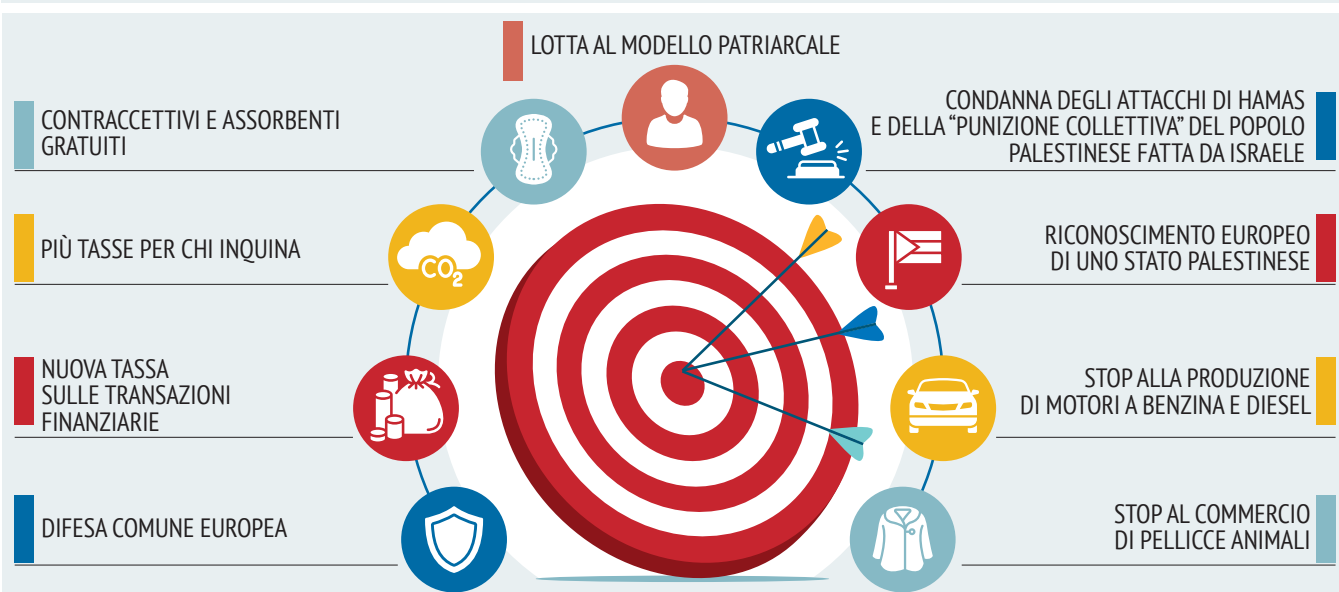 LOTTA AL MODELLO PATRIARCALE
CONTRACCETTIVI E ASSORBENTI
GRATUITI
PIÙ TASSE PER CHI INQUINA
CO2
NUOVA TASSA
SULLE TRANSAZIONI
FINANZIARIE
DIFESA COMUNE EUROPEA
CONDANNA DEGLI ATTACCHI DI HAMAS
E DELLA “PUNIZIONE COLLETTIVA” DEL POPOLO
PALESTINESE FATTA DA ISRAELE
RICONOSCIMENTO EUROPEO
DI UNO STATO PALESTINESE
STOP ALLA PRODUZIONE
DI MOTORI A BENZINA E DIESEL
STOP AL COMMERCIO
DI PELLICCE ANIMALI